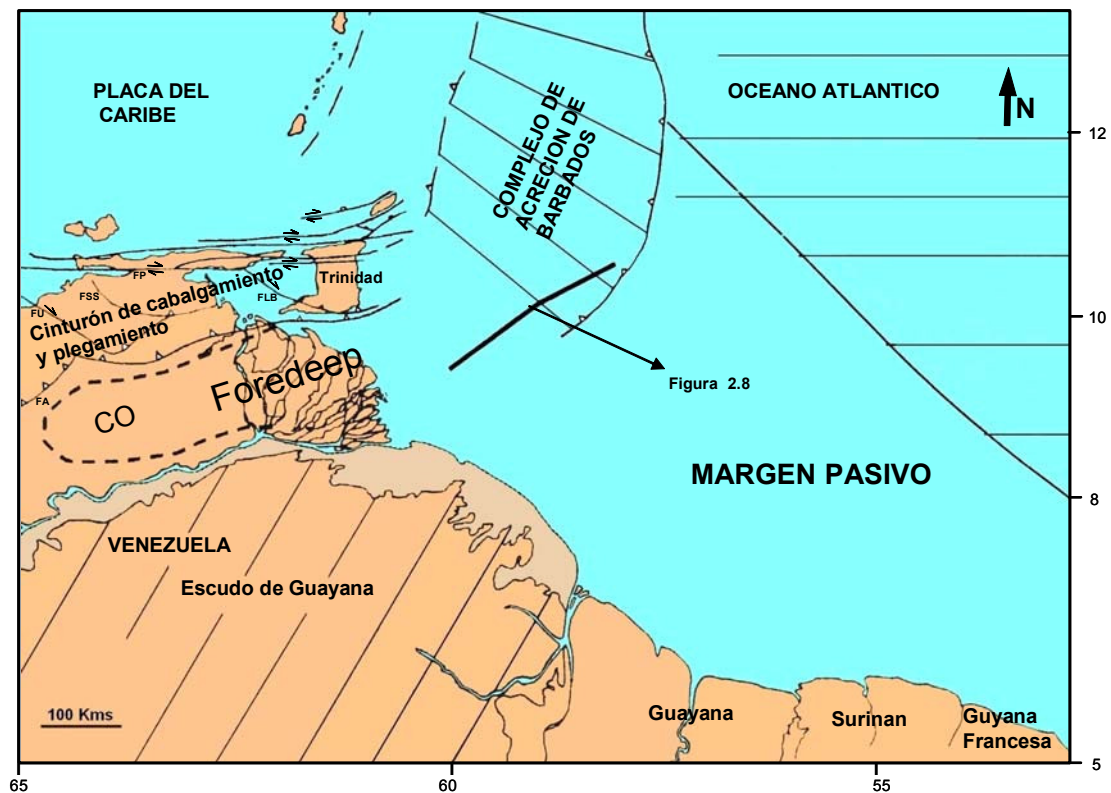 PLACA DEL
CARIBE
OCEANO ATLANTICO
N
COMPLEJO DE
ACRECION DE
BARBADOS
12
FP
Trinidad
FSS
FLB
FU
Cinturón de cabalgamiento
y plegamiento
10
Foredeep
Figura 2.8
FA
CO
MARGEN PASIVO
8
VENEZUELA
Escudo de Guayana
100 Kms
Guayana
Surinan
Guyana
Francesa
5
65
60
55